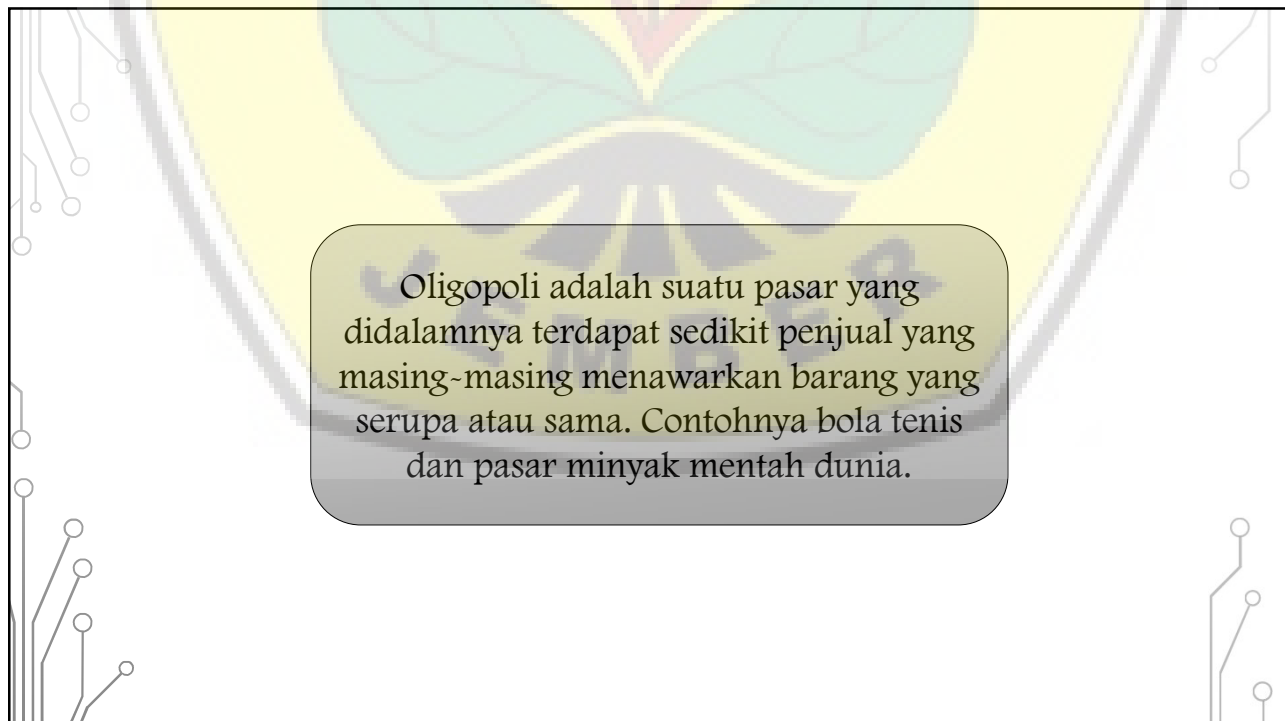 Oligopoli adalah suatu pasar yang
didalamnya terdapat sedikit penjual yang
masing-masing menawarkan barang yang
serupa atau sama. Contohnya bola tenis
dan pasar minyak mentah dunia.
JEMBER